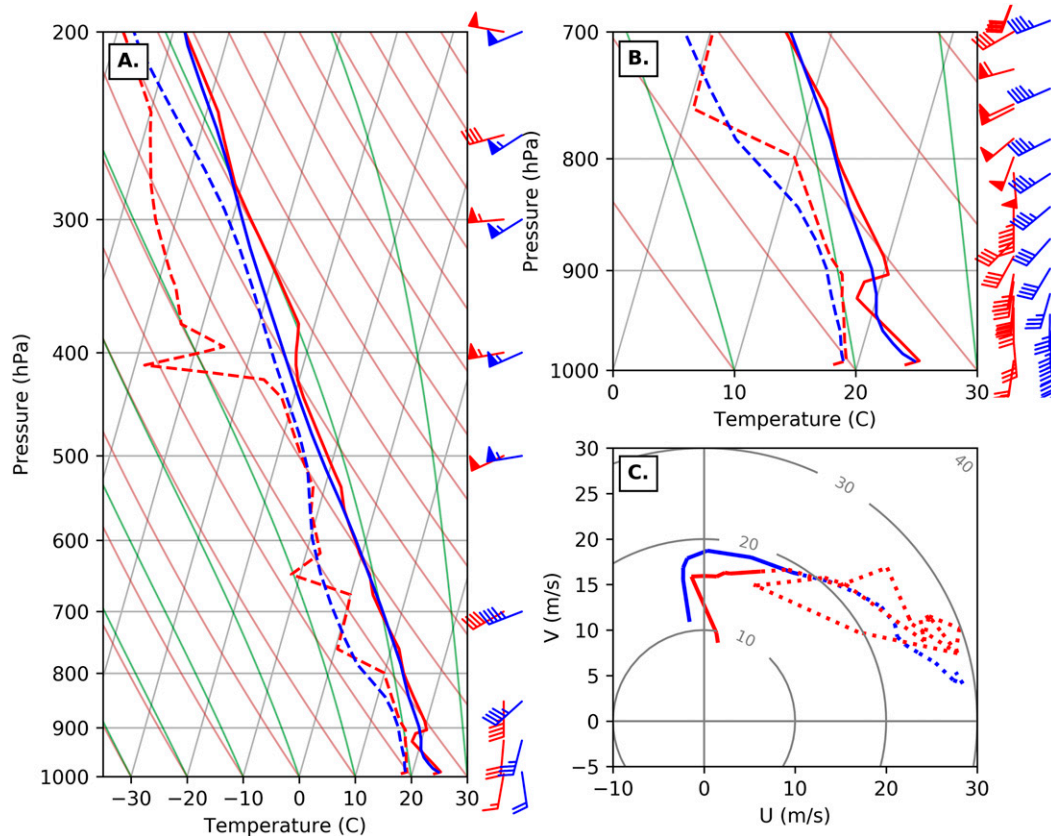 A.
200
300
400
500
600
700
800
900
1000
Pressure (hPa)
−30 −20 −10 0 10 20 30
Temperature (C)
B.
700
800
900
1000
Pressure (hPa)
0 10 20 30
Temperature (C)
C.
30
25
20
15
10
5
0
−5
V (m/s)
10
20
30
40
−10 0 10 20 30
U (m/s)